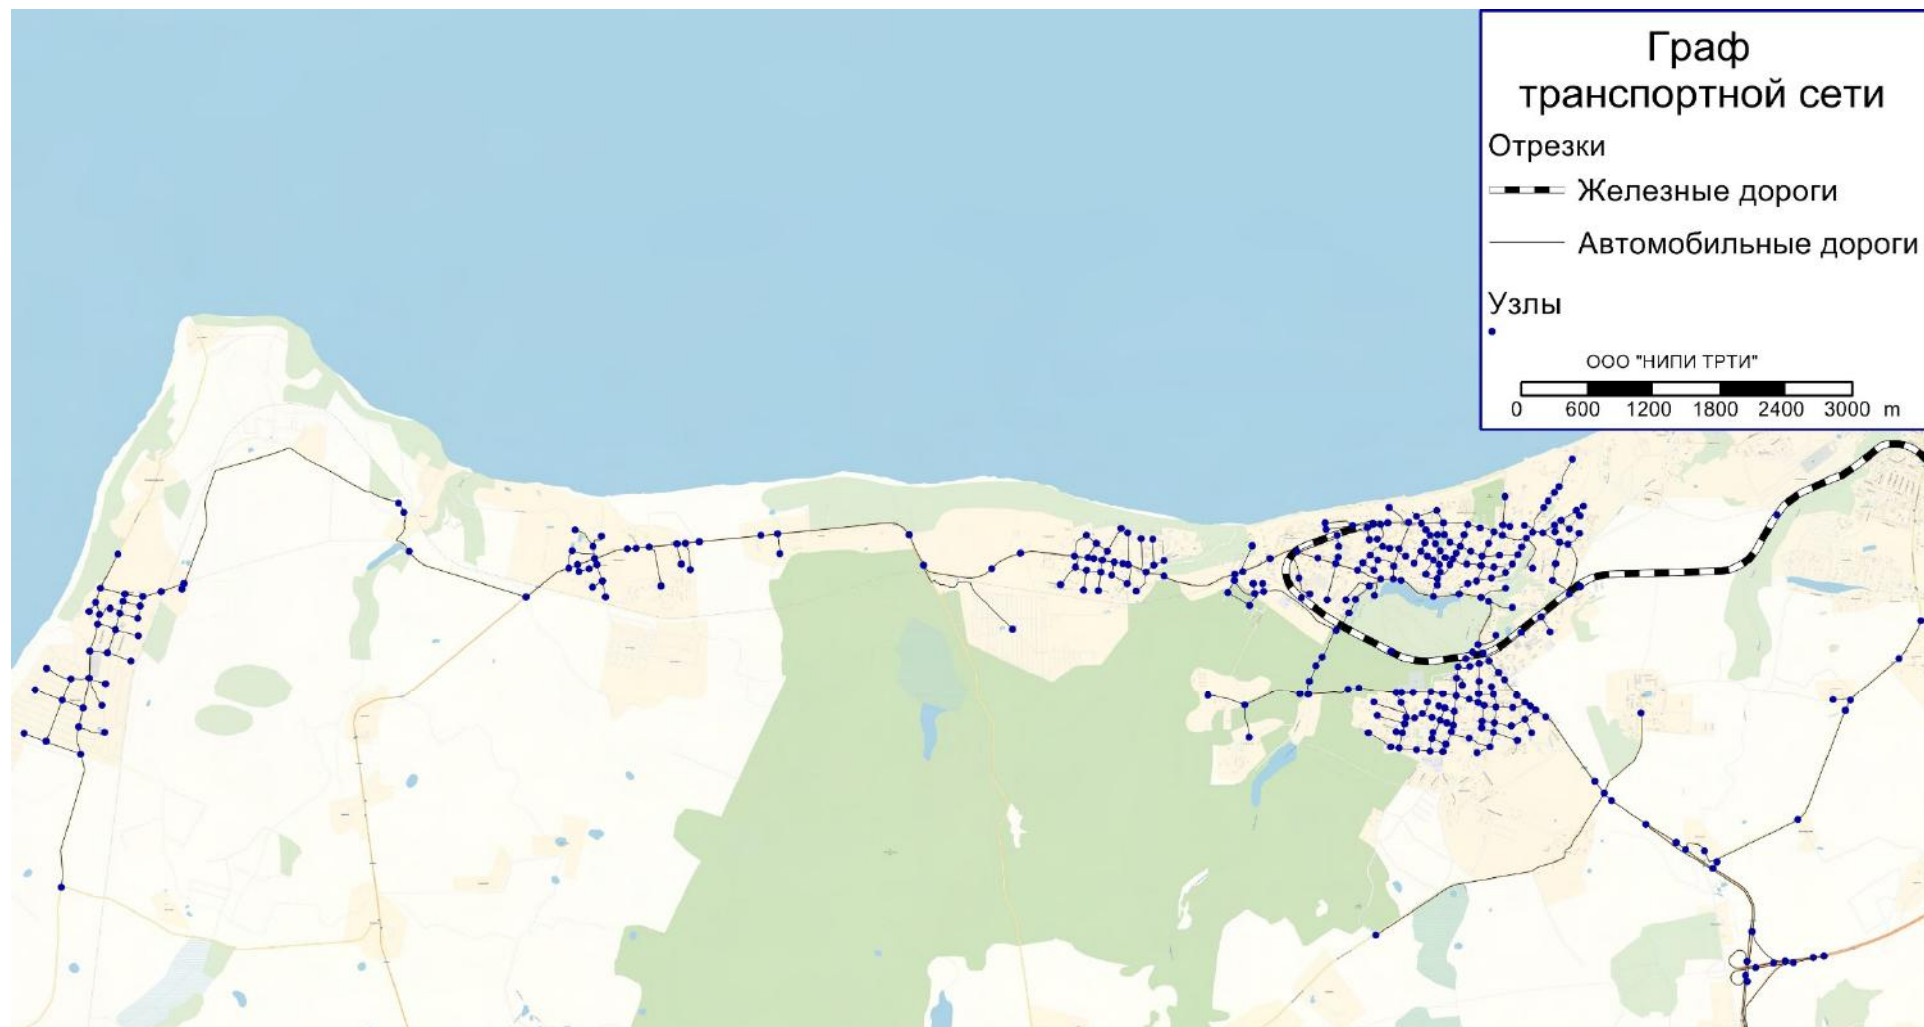 Граф
транспортной сети
Отрезки
Железные дороги
Автомобильные дороги
Узлы
ООО "НИПИ ТРТИ"
0 600 1200 1800 2400 3000 m